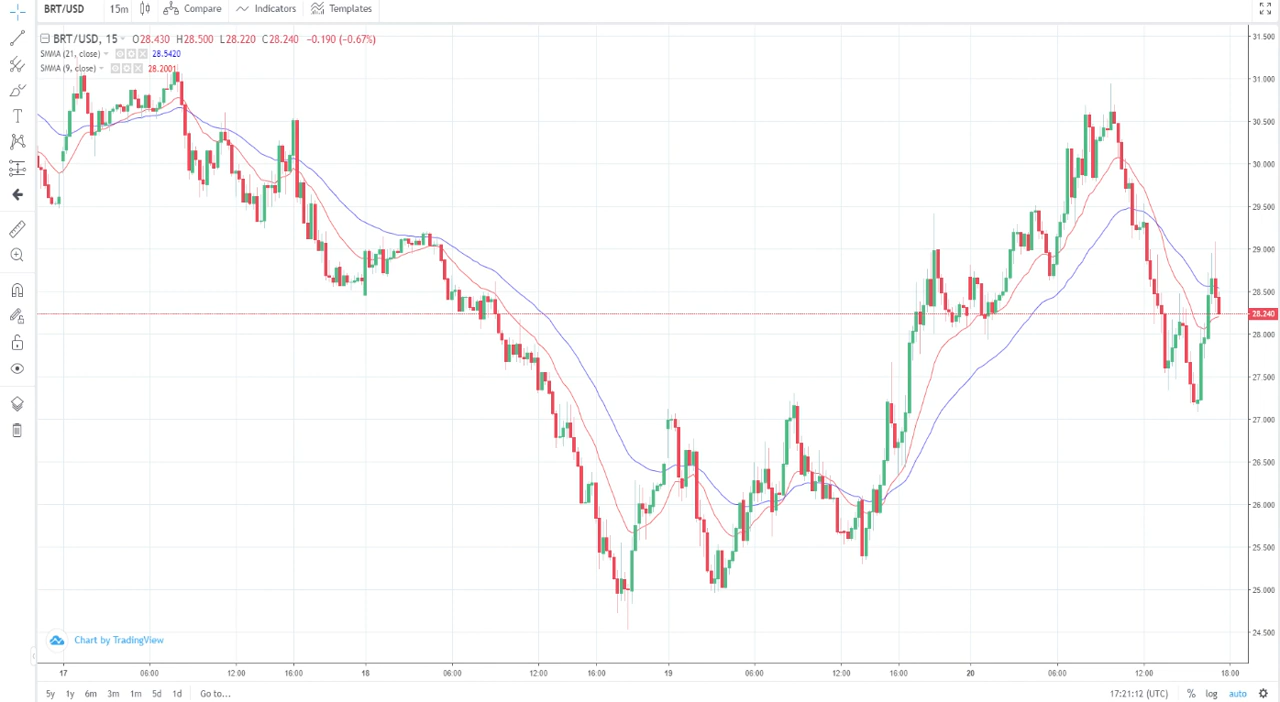 BRT/USD 15m Compare Indicators Templates
BRT/USD, 15 O28.430 H28.500 L28.220 C28.240 −0.190 (−0.67%)
SMMA (21, close) 28.5420
SMMA (9, close) 28.2001
31.500
31.000
30.500
30.000
29.500
29.000
28.500
28.240
28.000
27.500
27.000
26.500
26.000
25.500
25.000
24.500
Chart by TradingView
17 06:00 12:00 16:00 18 06:00 12:00 16:00 19 06:00 12:00 16:00 20 06:00 12:00 18:00
5y 1y 6m 3m 1m 5d 1d Go to... 17:21:12 (UTC) % log auto